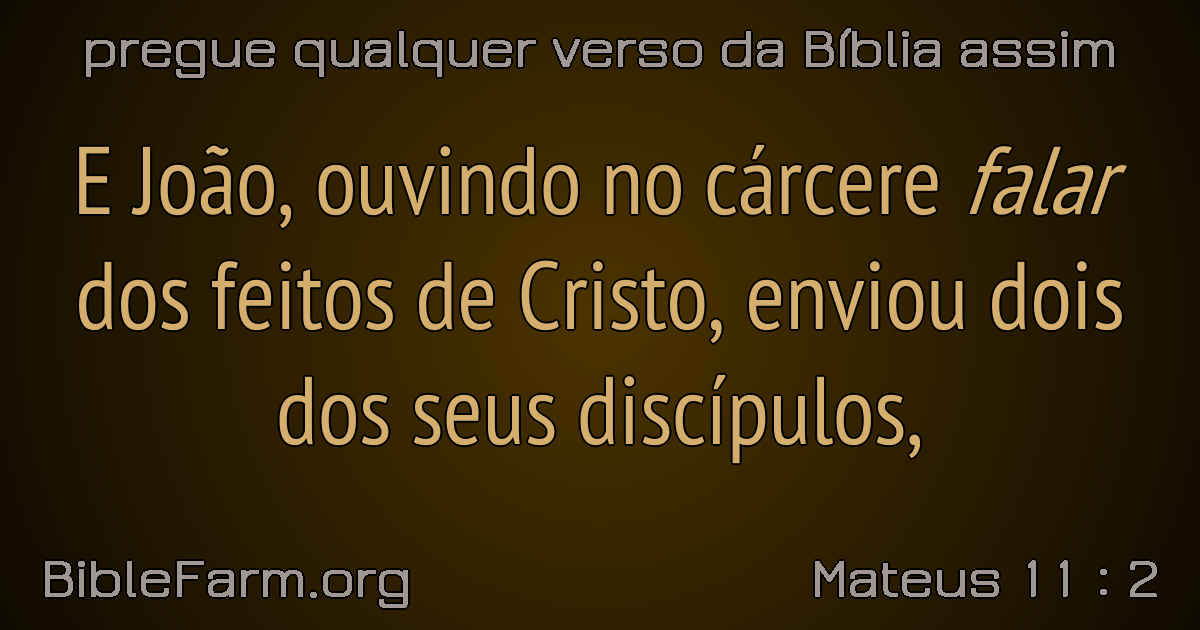 pregue qualquer verso da Bíblia assim
E João, ouvindo no cárcere falar
dos feitos de Cristo, enviou dois
dos seus discípulos,
BibleFarm.org
Mateus 11 : 2